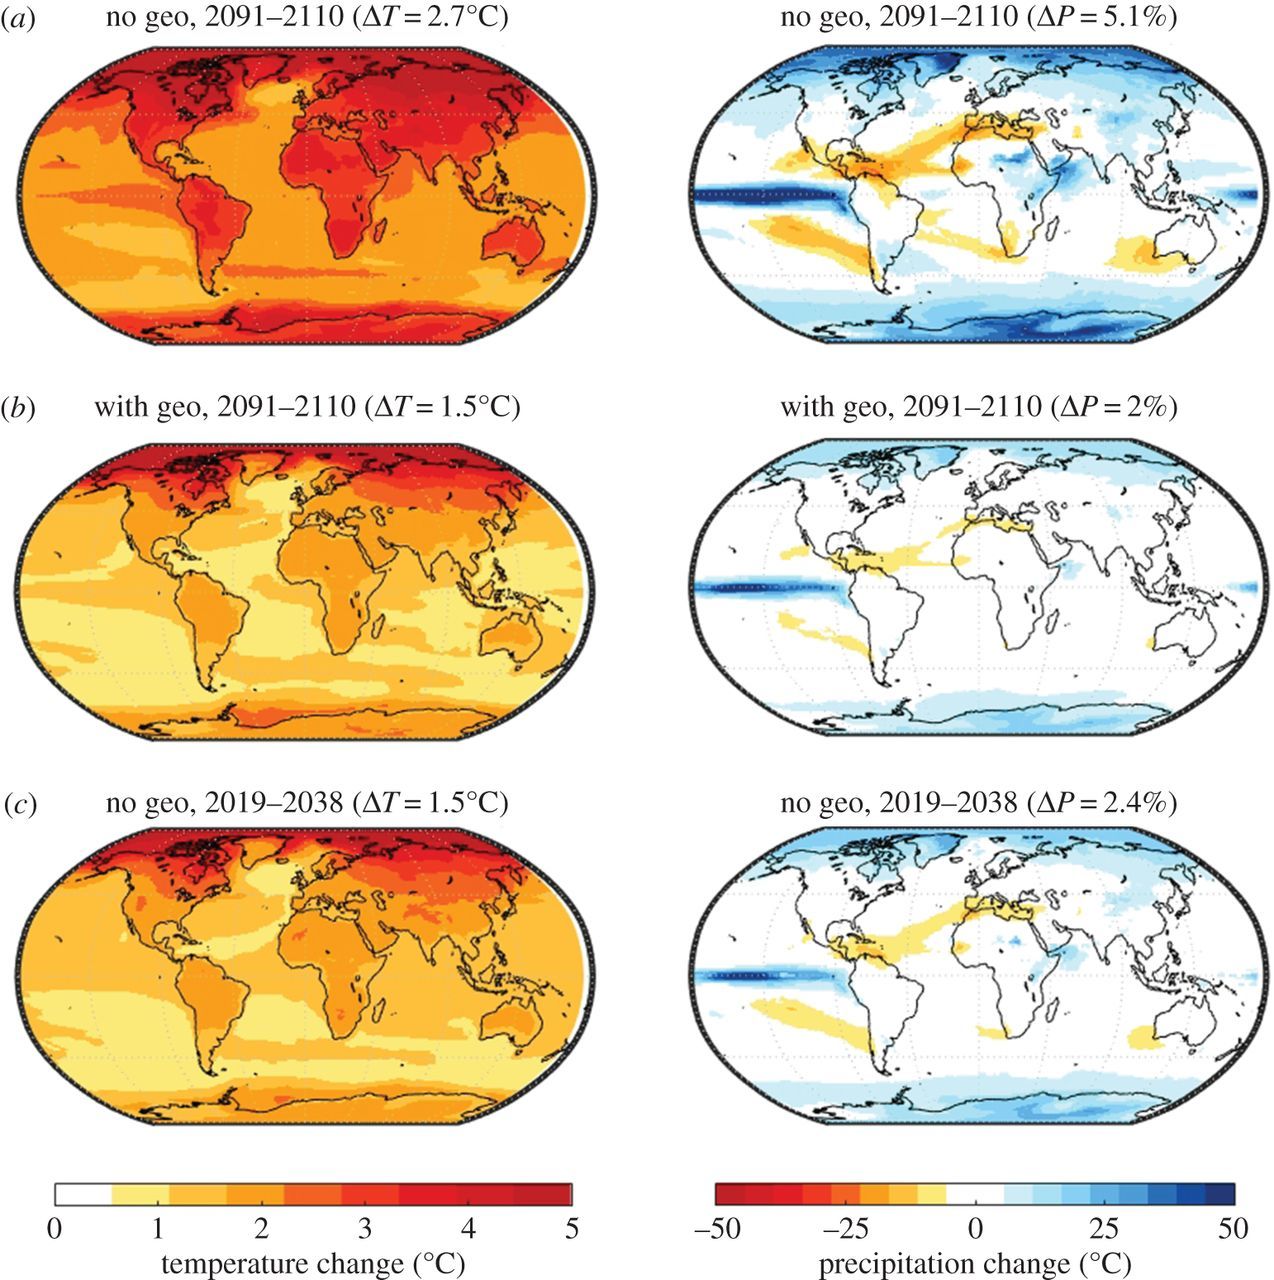 (a) no geo, 2091–2110 (ΔT = 2.7°C) no geo, 2091–2110 (ΔP = 5.1%)
(b) with geo, 2091–2110 (ΔT = 1.5°C) with geo, 2091–2110 (ΔP = 2%)
(c) no geo, 2019–2038 (ΔT = 1.5°C) no geo, 2019–2038 (ΔP = 2.4%)
0 1 2 3 4 5 –50 –25 0 25 50
temperature change (°C) precipitation change (°C)